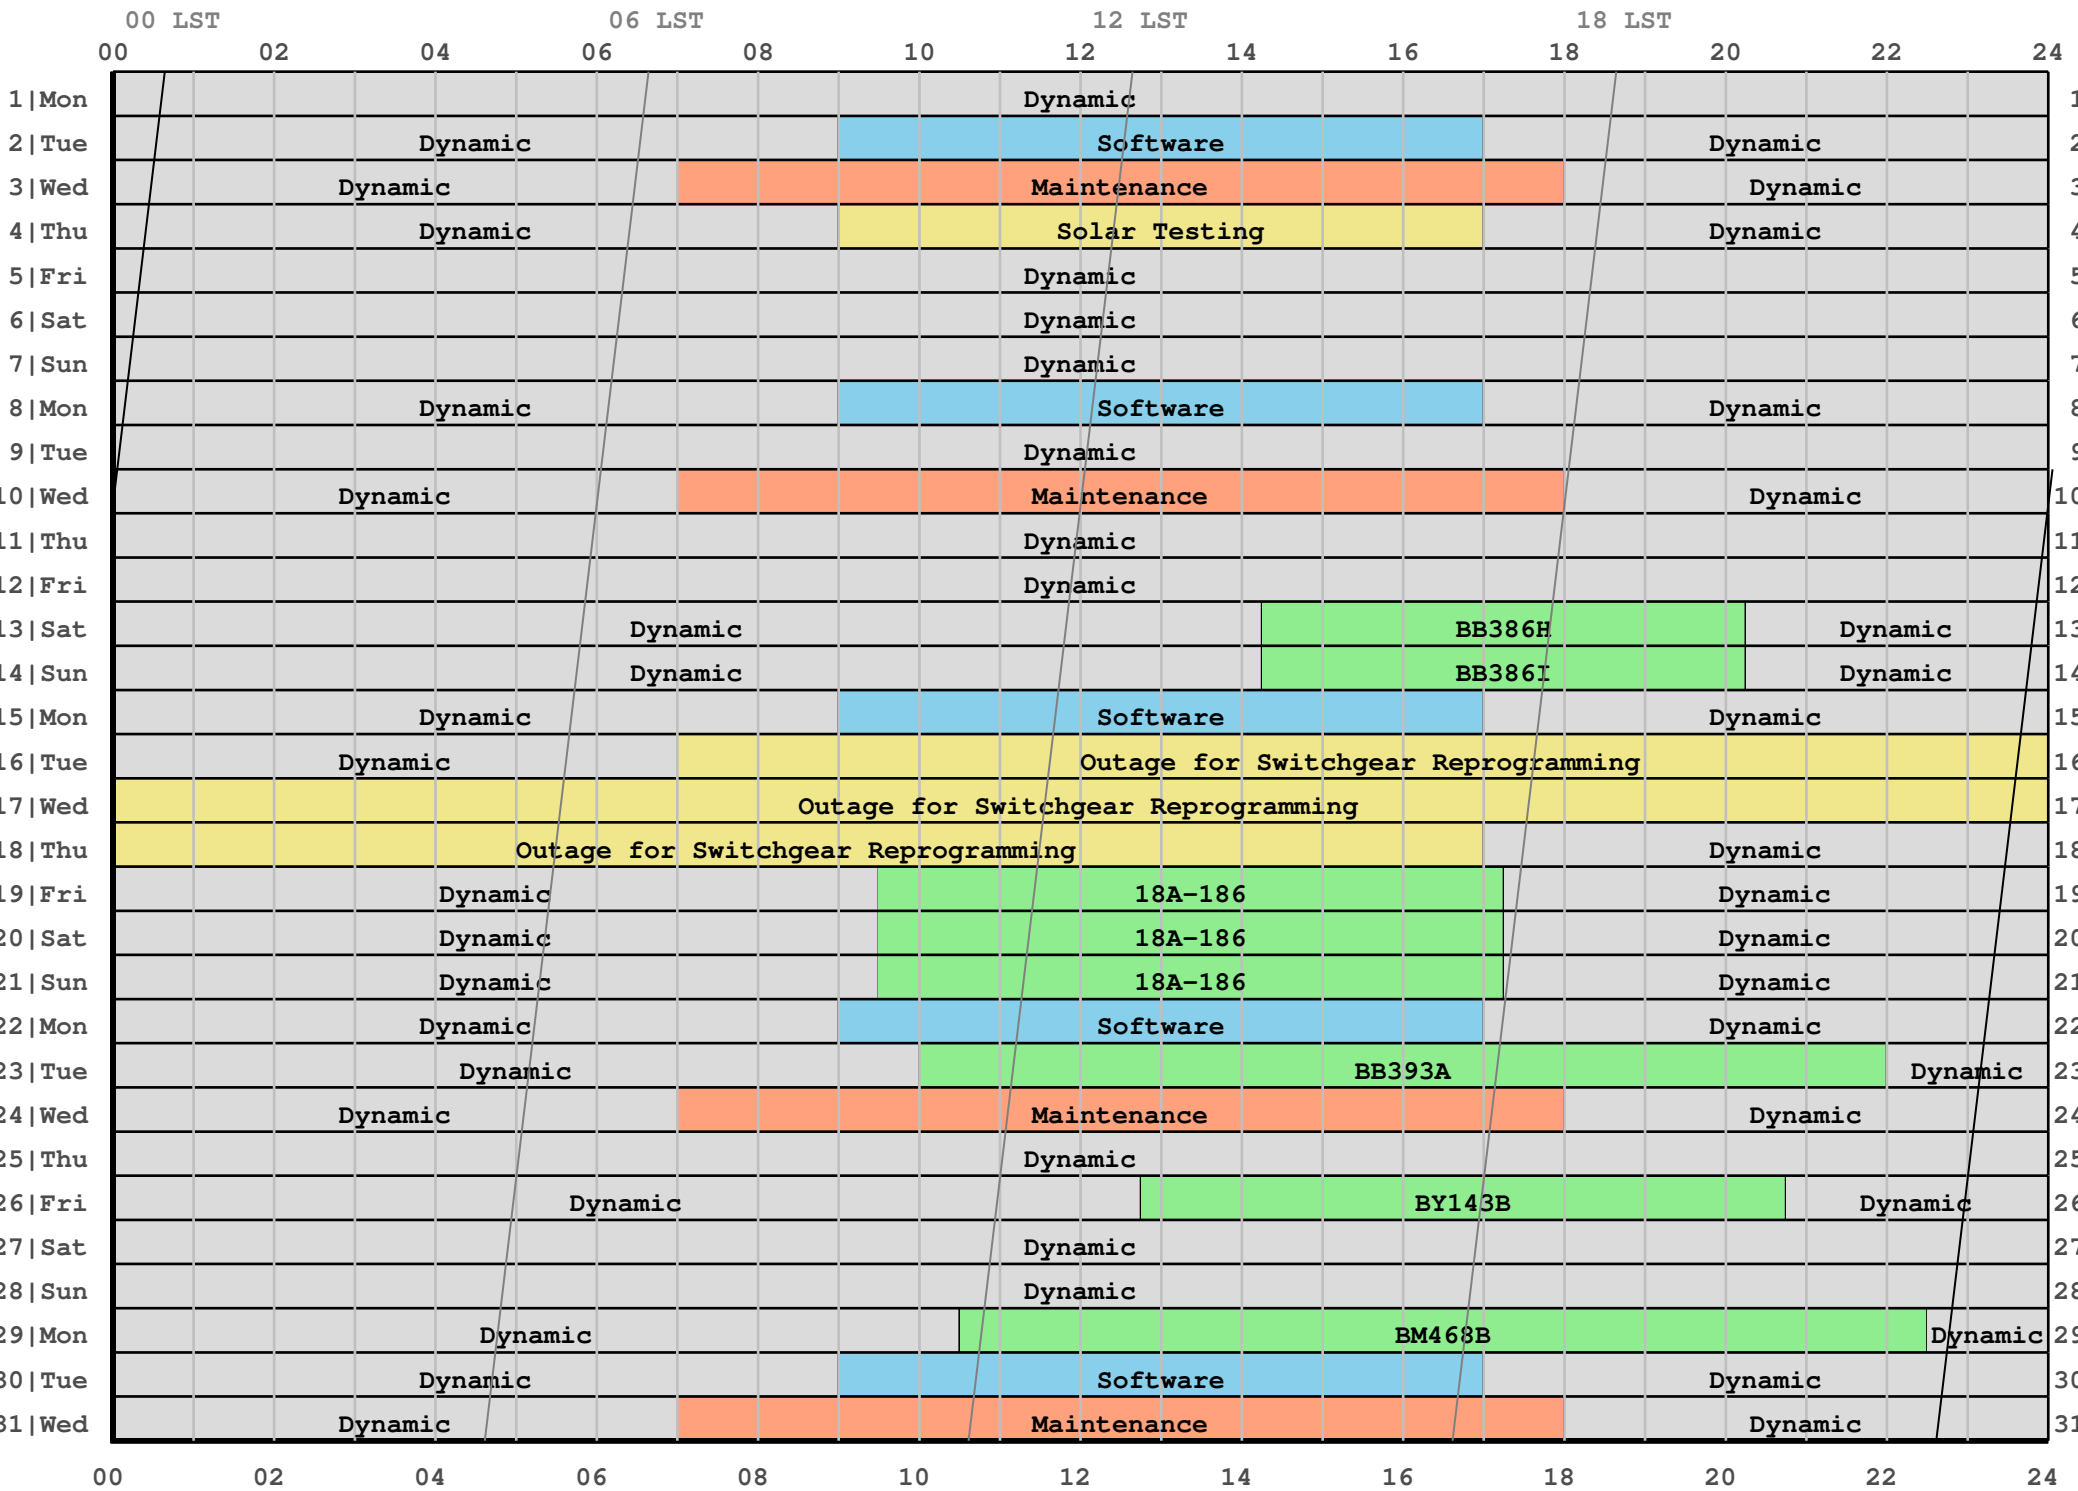 00 LST 06 LST 12 LST 18 LST
00 02 04 06 08 10 12 14 16 18 20 22 24
1|Mon Dynamic 1
2|Tue Dynamic Software Dynamic 2
3|Wed Dynamic Maintenance Dynamic 3
4|Thu Dynamic Solar Testing Dynamic 4
5|Fri Dynamic 5
6|Sat Dynamic 6
7|Sun Dynamic 7
8|Mon Dynamic Software Dynamic 8
9|Tue Dynamic 9
10|Wed Dynamic Maintenance Dynamic 10
11|Thu Dynamic 11
12|Fri Dynamic 12
13|Sat Dynamic BB386H Dynamic 13
14|Sun Dynamic BB386I Dynamic 14
15|Mon Dynamic Software Dynamic 15
16|Tue Dynamic Outage for Switchgear Reprogramming 16
17|Wed Outage for Switchgear Reprogramming 17
18|Thu Outage for Switchgear Reprogramming Dynamic 18
19|Fri Dynamic 18A-186 Dynamic 19
20|Sat Dynamic 18A-186 Dynamic 20
21|Sun Dynamic 18A-186 Dynamic 21
22|Mon Dynamic Software Dynamic 22
23|Tue Dynamic BB393A Dynamic 23
24|Wed Dynamic Maintenance Dynamic 24
25|Thu Dynamic 25
26|Fri Dynamic BY143B Dynamic 26
27|Sat Dynamic 27
28|Sun Dynamic 28
29|Mon Dynamic BM468B Dynamic 29
30|Tue Dynamic Software Dynamic 30
31|Wed Dynamic Maintenance Dynamic 31
00 02 04 06 08 10 12 14 16 18 20 22 24